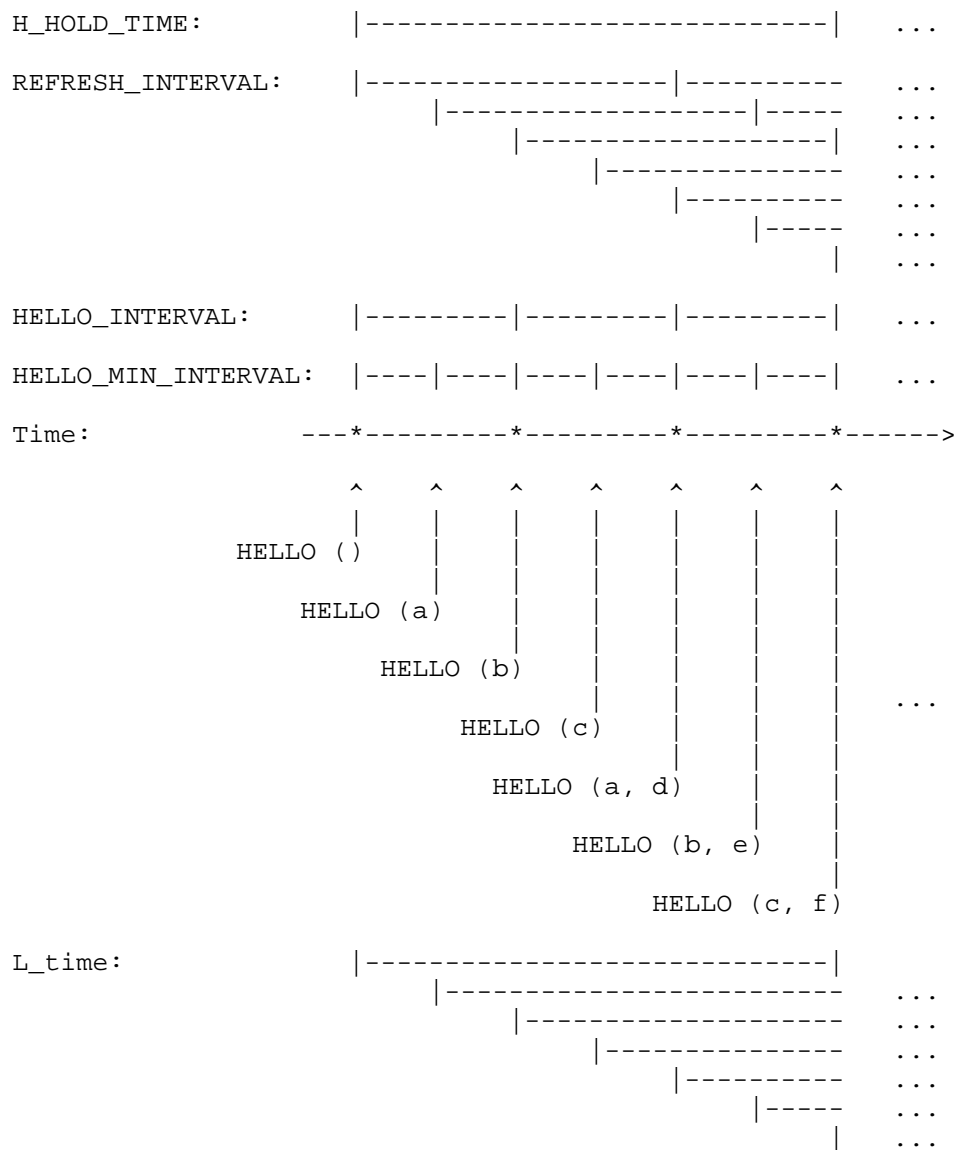 H_HOLD_TIME:         |-----------------------------|    ...
REFRESH_INTERVAL:    |-------------------|----------    ...
                          |-------------------|-----    ...
                               |-------------------|    ...
                                    |---------------    ...
                                         |----------    ...
                                              |-----    ...
                                                   |    ...
HELLO_INTERVAL:      |---------|---------|---------|    ...
HELLO_MIN_INTERVAL:  |----|----|----|----|----|----|    ...
Time:             ---*---------*---------*---------*------>
                     ^    ^    ^    ^    ^    ^    ^
                     |    |    |    |    |    |    |
              HELLO ()    |    |    |    |    |    |
                          |    |    |    |    |    |
                  HELLO (a)    |    |    |    |    |
                               |    |    |    |    |
                       HELLO (b)    |    |    |    |
                                    |    |    |    |    ...
                            HELLO (c)    |    |    |
                                         |    |    |
                              HELLO (a, d)    |    |
                                              |    |
                                   HELLO (b, e)    |
                                                   |
                                        HELLO (c, f)
L_time:              |-----------------------------|
                          |-------------------------    ...
                               |--------------------    ...
                                    |---------------    ...
                                         |----------    ...
                                              |-----    ...
                                                   |    ...